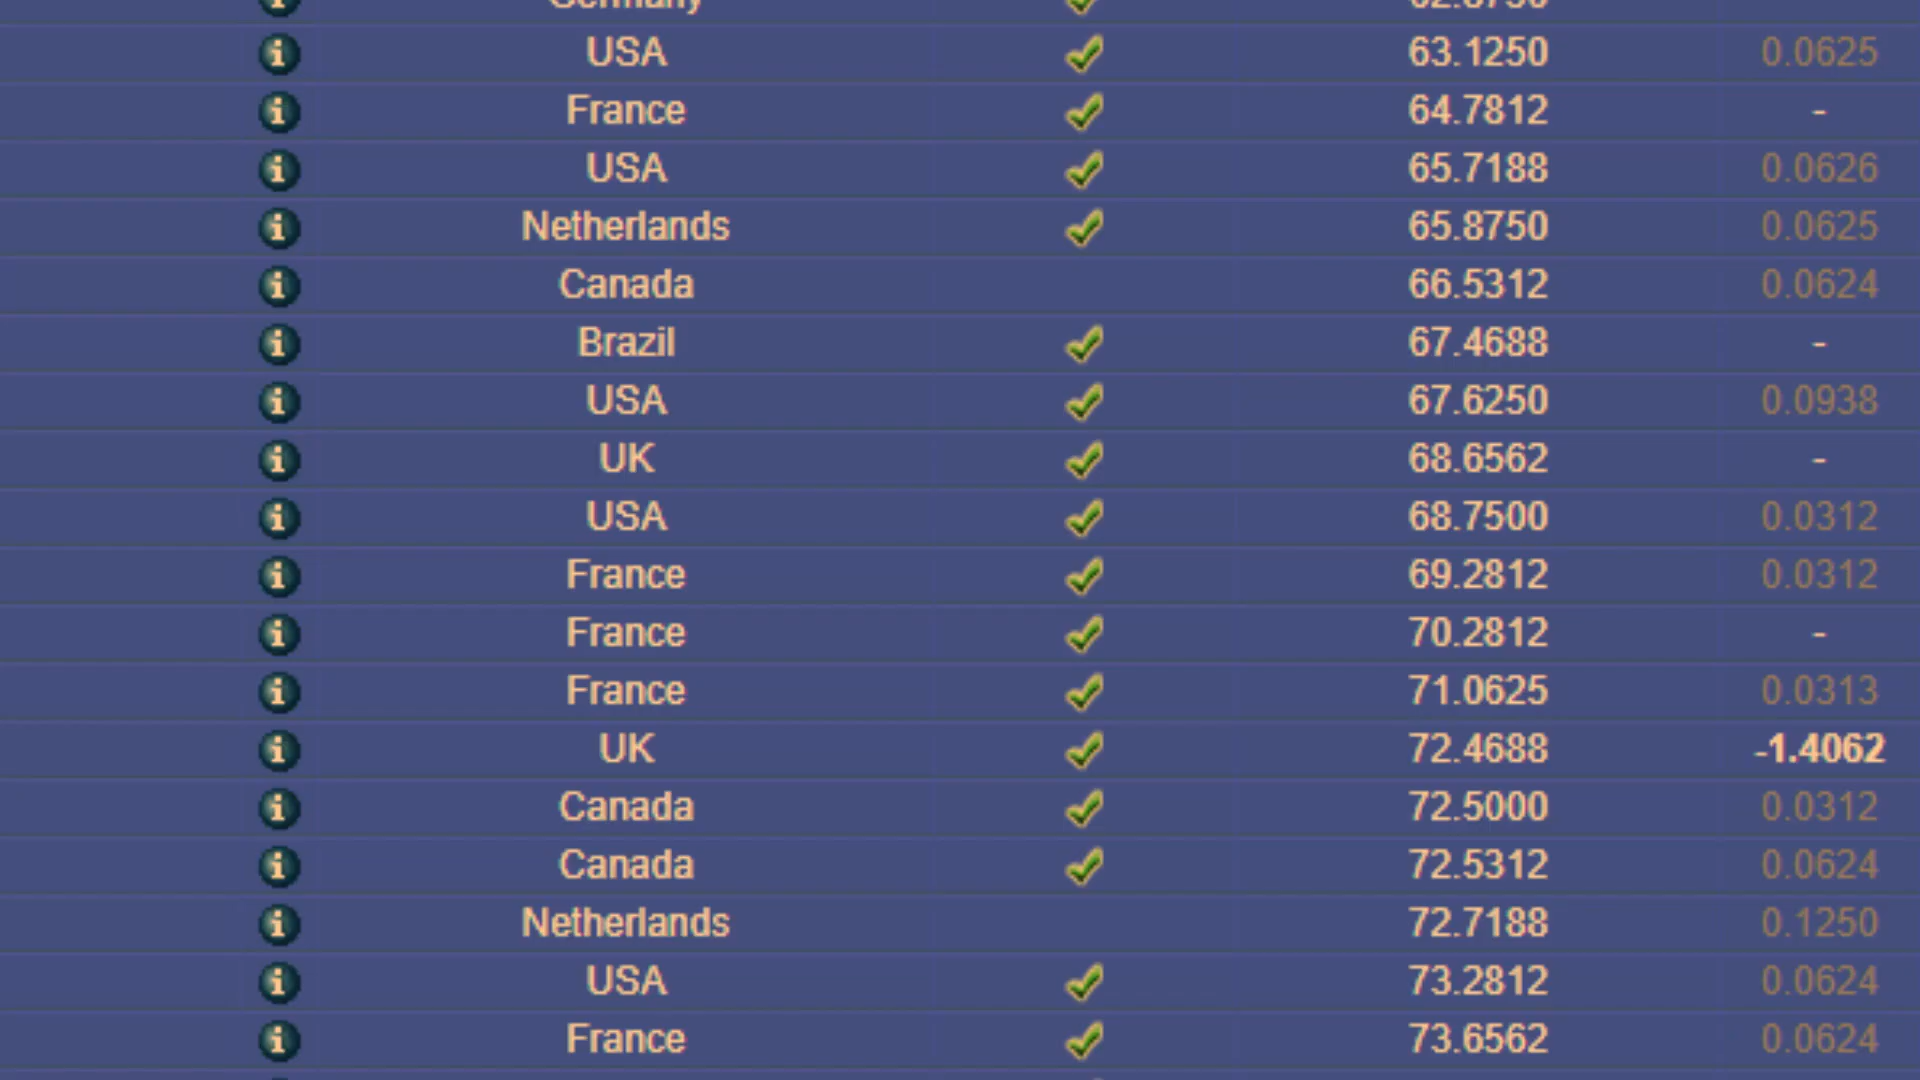 Germany 62.8750
USA 63.1250 0.0625
France 64.7812 -
USA 65.7188 0.0626
Netherlands 65.8750 0.0625
Canada 66.5312 0.0624
Brazil 67.4688 -
USA 67.6250 0.0938
UK 68.6562 -
USA 68.7500 0.0312
France 69.2812 0.0312
France 70.2812 -
France 71.0625 0.0313
UK 72.4688 -1.4062
Canada 72.5000 0.0312
Canada 72.5312 0.0624
Netherlands 72.7188 0.1250
USA 73.2812 0.0624
France 73.6562 0.0624